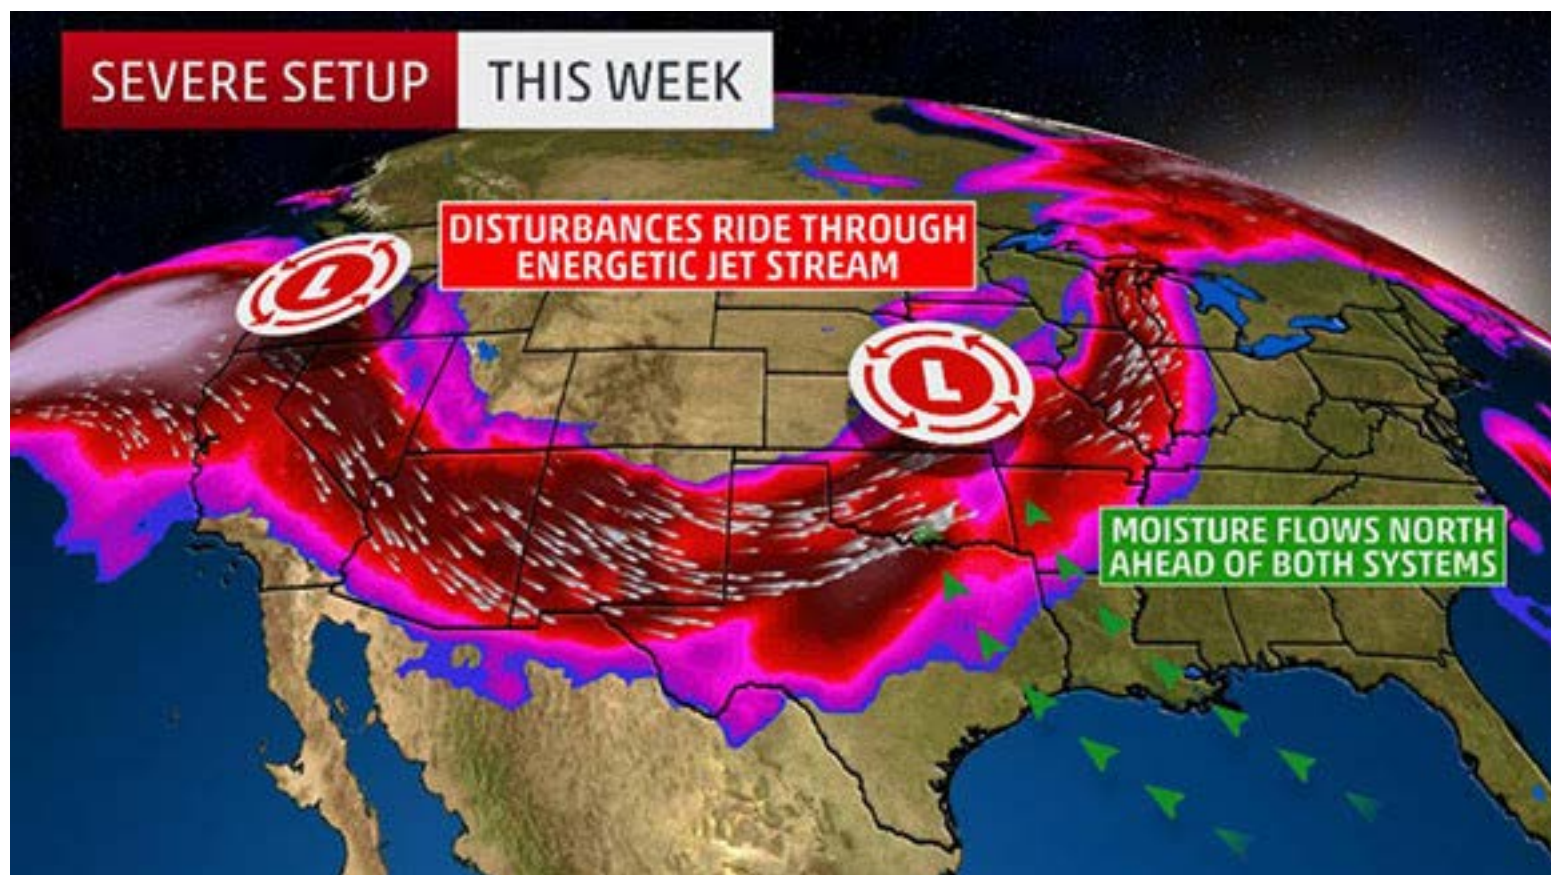 SEVERE SETUP THIS WEEK
DISTURBANCES RIDE THROUGH
ENERGETIC JET STREAM
L
L
MOISTURE FLOWS NORTH
AHEAD OF BOTH SYSTEMS